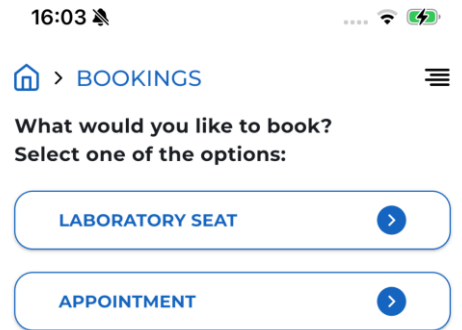 16:03
> BOOKINGS
What would you like to book?
Select one of the options:
LABORATORY SEAT
APPOINTMENT